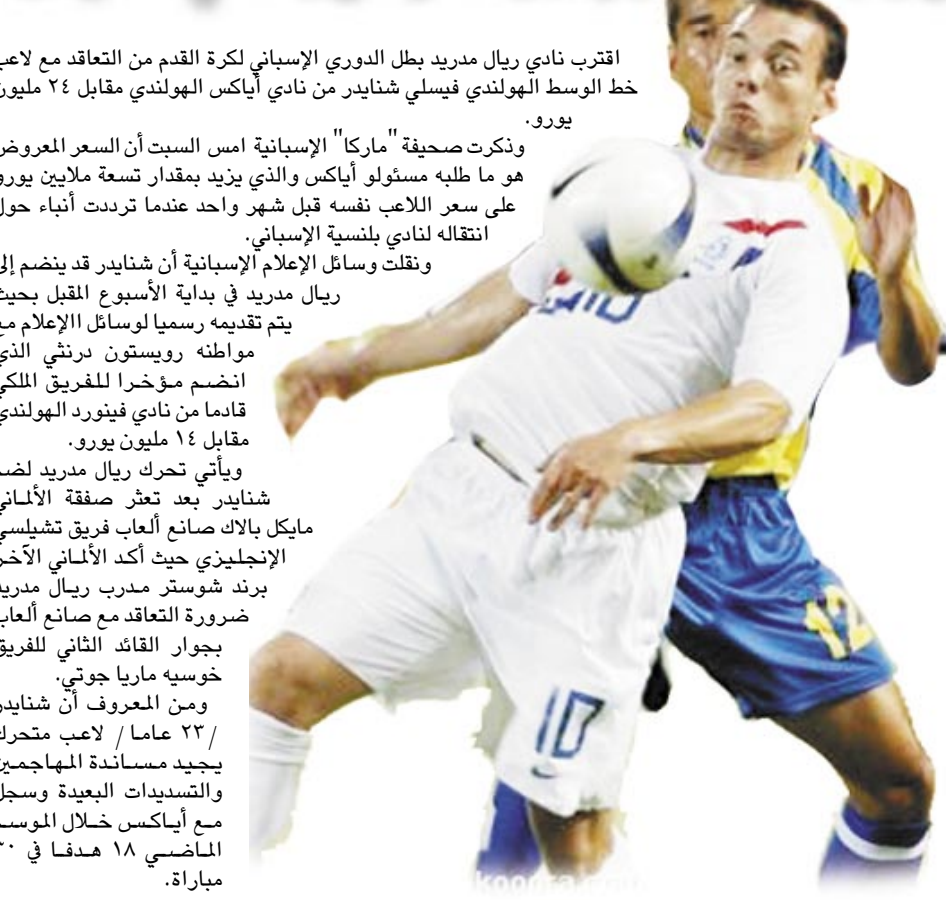 اقترب نادي ريال مدريد بطل الدوري الإسباني لكرة القدم من التعاقد مع لاعب
خط الوسط الهولندي فيسلي شنايدر من نادي أياكس الهولندي مقابل ٢٤ مليون
يورو.
وذكرت صحيفة "ماركا" الإسبانية امس السبت أن السعر المعروض
هو ما طلبه مسئولو أياكس والذي يزيد بمقدار تسعة ملايين يورو
على سعر اللاعب نفسه قبل شهر واحد عندما ترددت أنباء حول
انتقاله لنادي بلنسية الإسباني.
ونقلت وسائل الإعلام الإسبانية أن شنايدر قد ينضم إلى
ريال مدريد في بداية الأسبوع المقبل بحيث
يتم تقديمه رسميا لوسائل االإعلام مع
مواطنه رويستون درنثي الذي
انضم مؤخرا للفريق الملكي
قادما من نادي فينورد الهولندي
مقابل ١٤ مليون يورو.
ويأتي تحرك ريال مدريد لضم
شنايدر بعد تعثر صفقة الألماني
مايكل بالاك صانع ألعاب فريق تشيلسي
الإنجليزي حيث أكد الألماني الآخر
برند شوستر مدرب ريال مدريد
ضرورة التعاقد مع صانع ألعاب
بجوار القائد الثاني للفريق
خوسيه ماريا جوتي.
ومن المعروف أن شنايدر
/٢٣ عاما/ لاعب متحرك
يجيد مساندة المهاجمين
والتسديدات البعيدة وسجل
مع أياكس خلال الموسم
الماضي ١٨ هدفا في
مباراة.
10
10
12